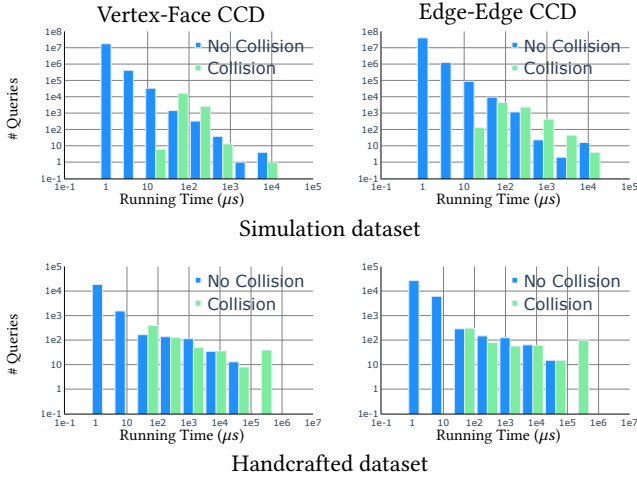 Vertex-Face CCD
Edge-Edge CCD
1e8
1e7
1e6
1e5
1e4
1e3
1e2
10
1
1e-1
# Queries
No Collision
Collision
1e-1 1 10 1e2 1e3 1e4 1e5
Running Time (μs)
1e8
1e7
1e6
1e5
1e4
1e3
1e2
10
1
1e-1
No Collision
Collision
1e-1 1 10 1e2 1e3 1e4 1e5
Running Time (μs)
Simulation dataset
1e5
1e4
1e3
1e2
10
1
1e-1
# Queries
No Collision
Collision
1e-1 1 10 1e2 1e3 1e4 1e5 1e6 1e7
Running Time (μs)
1e5
1e4
1e3
1e2
10
1
1e-1
No Collision
Collision
1e-1 1 10 1e2 1e3 1e4 1e5 1e6 1e7
Running Time (μs)
Handcrafted dataset